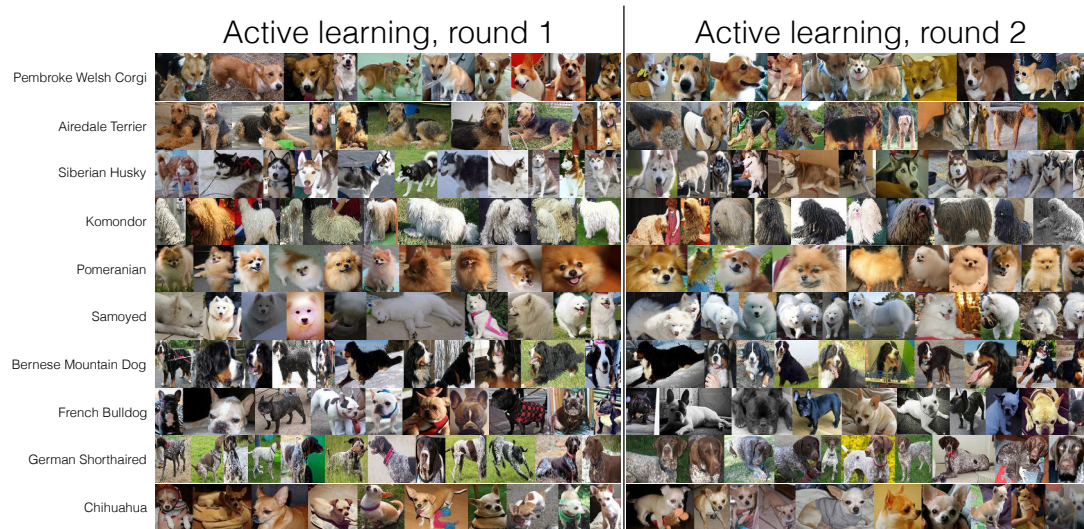 Active learning, round 1
Active learning, round 2
Pembroke Welsh Corgi
Airedale Terrier
Siberian Husky
Komondor
Pomeranian
Samoyed
Bernese Mountain Dog
French Bulldog
German Shorthaired
Chihuahua